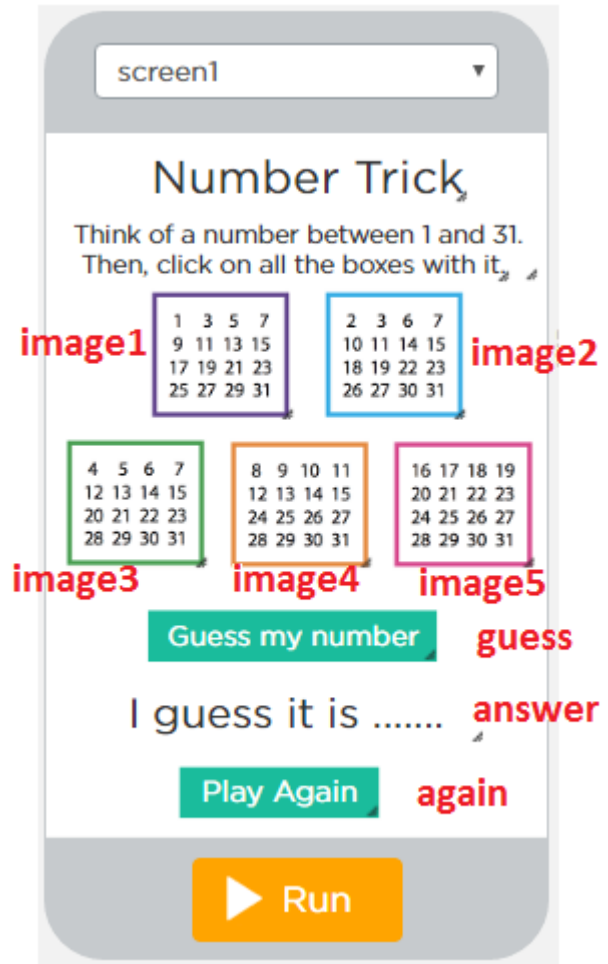 screen1
Number Trick
Think of a number between 1 and 31.
Then, click on all the boxes with it.
image1
1 3 5 7
9 11 13 15
17 19 21 23
25 27 29 31
2 3 6 7
10 11 14 15
18 19 22 23
26 27 30 31
image2
4 5 6 7
12 13 14 15
20 21 22 23
28 29 30 31
8 9 10 11
12 13 14 15
24 25 26 27
28 29 30 31
16 17 18 19
20 21 22 23
24 25 26 27
28 29 30 31
image3
image4
image5
Guess my number
guess
I guess it is .......
answer
Play Again
again
Run